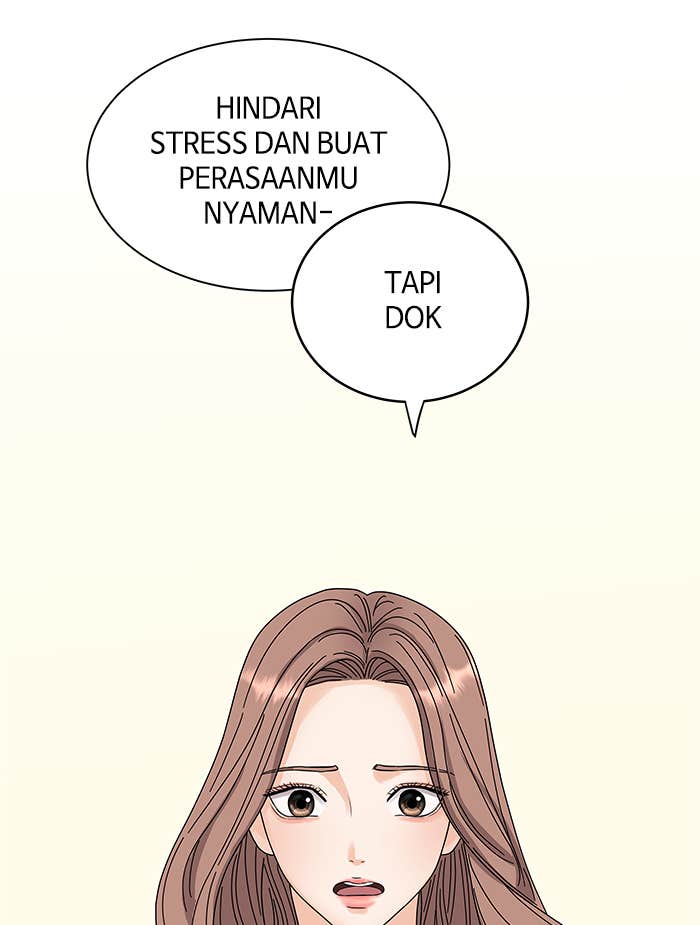 HINDARI
STRESS DAN BUAT
PERASAANMU
NYAMAN-
TAPI
DOK